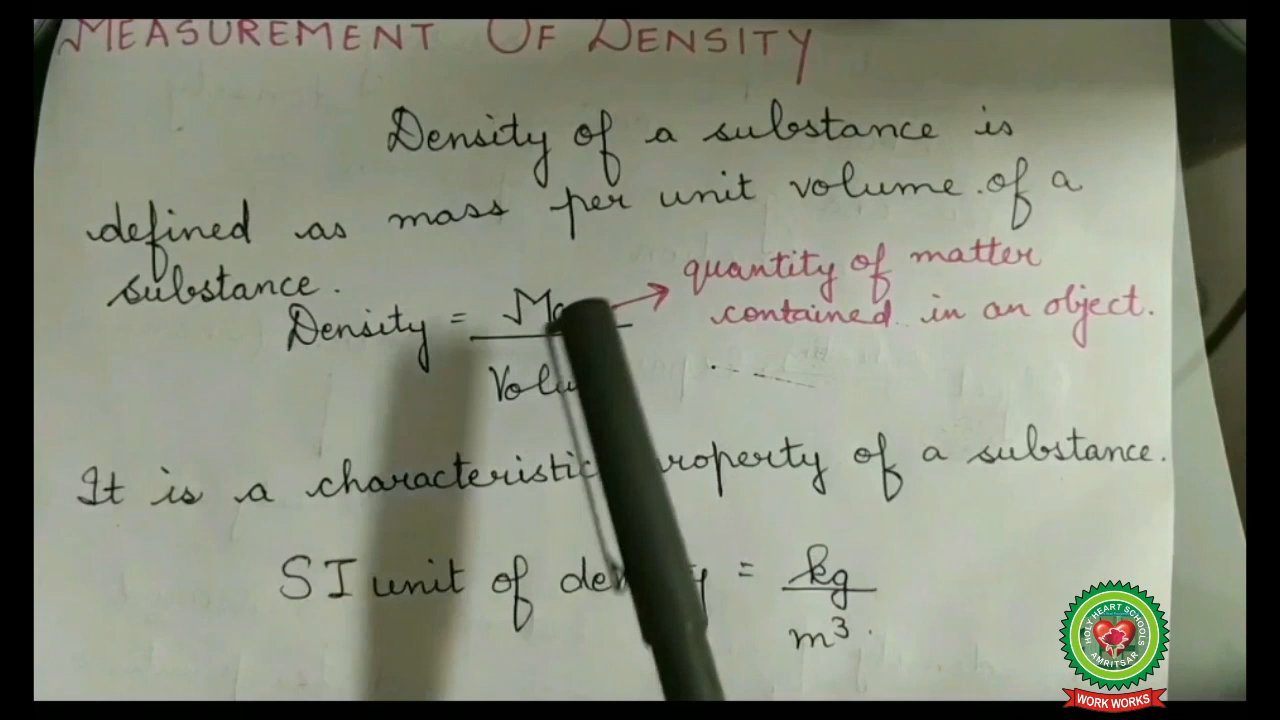 MEASUREMENT OF DENSITY
Density of a substance is
defined as mass per unit volume of a
substance.
quantity of matter
contained in an object.
Density =
It is a characteristic property of a substance.
SI unit of density = kg
m³.
HOLY HEART SCHOOLS
AMRITSAR
WORK WORKS